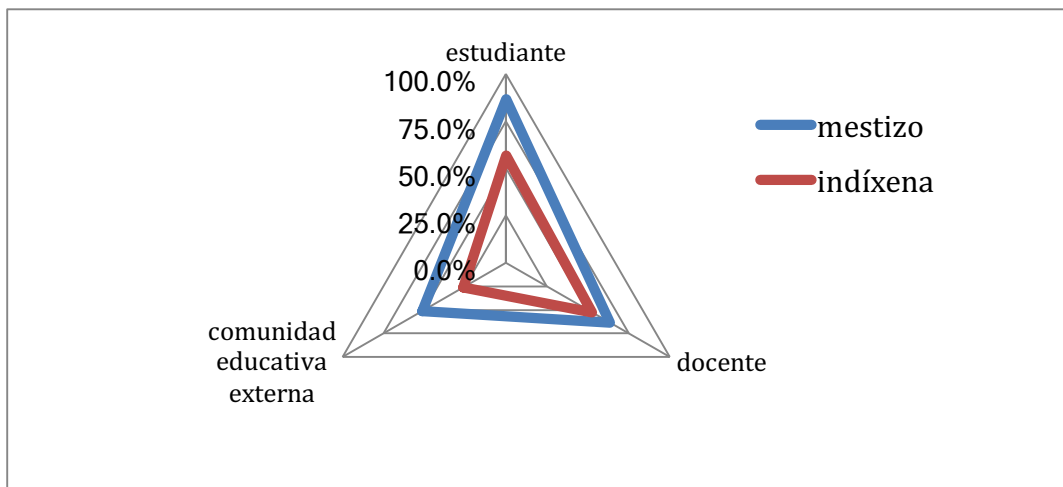 estudiante
100.0%
75.0%
50.0%
25.0%
0.0%
mestizo
indíxena
comunidad
educativa
externa
docente